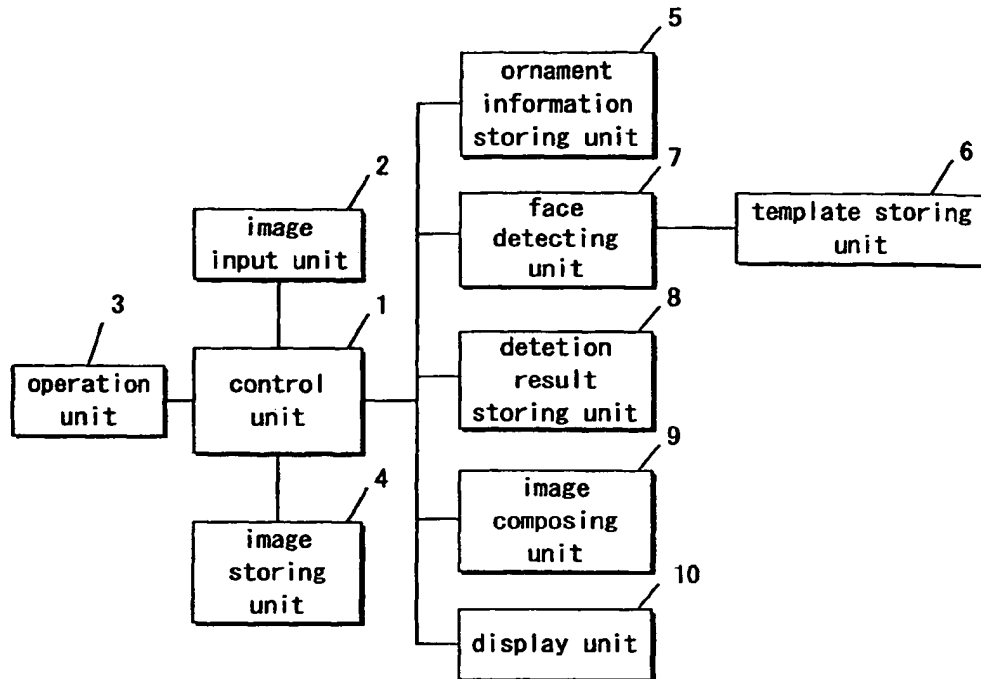 5
ornament
information
storing unit
2
image
input unit
7
face
detecting
unit
6
template storing
unit
3
operation
unit
1
control
unit
8
detetion
result
storing unit
4
image
storing
unit
9
image
composing
unit
10
display unit